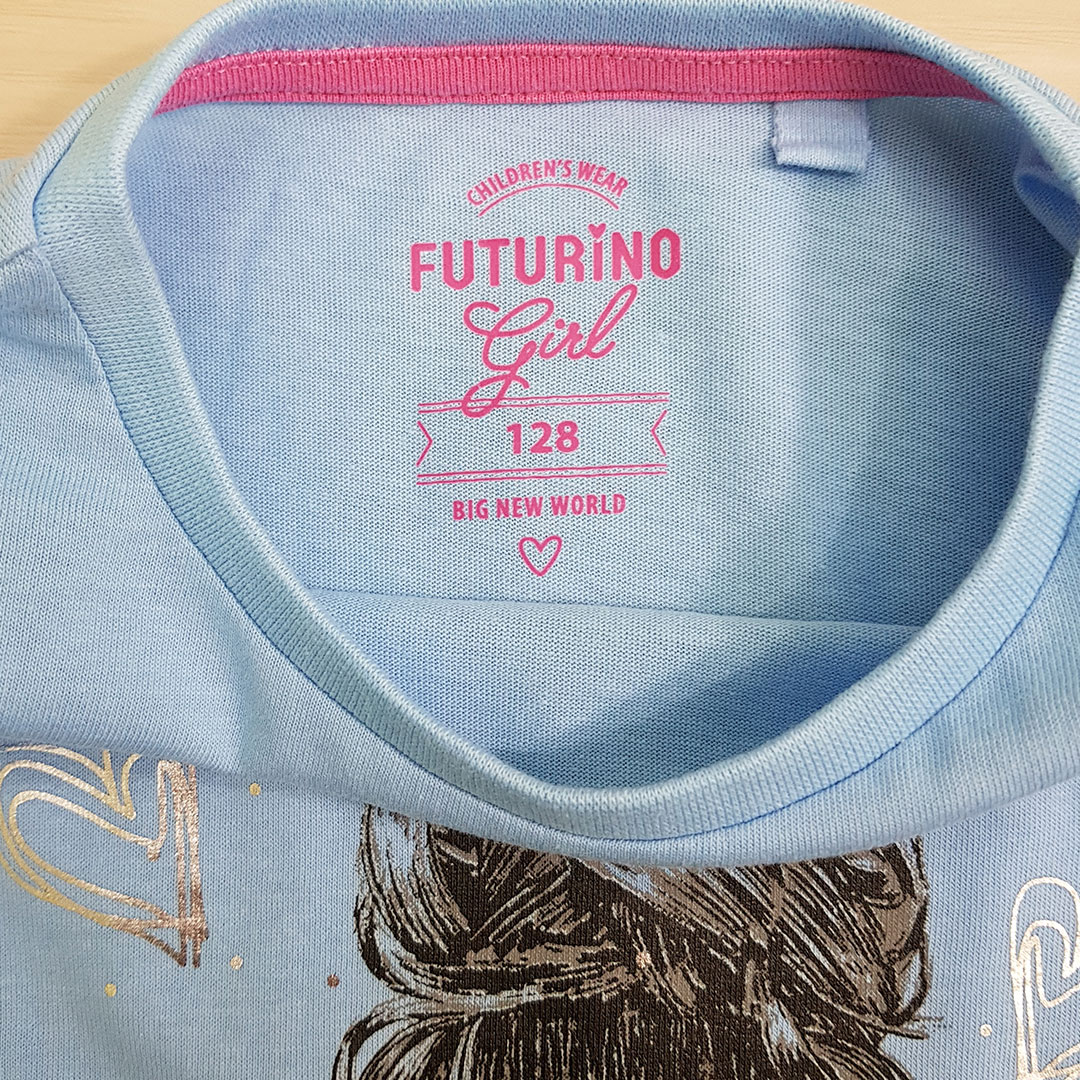 CHILDREN'S WEAR
FUTURINO
Girl
128
BIG NEW WORLD